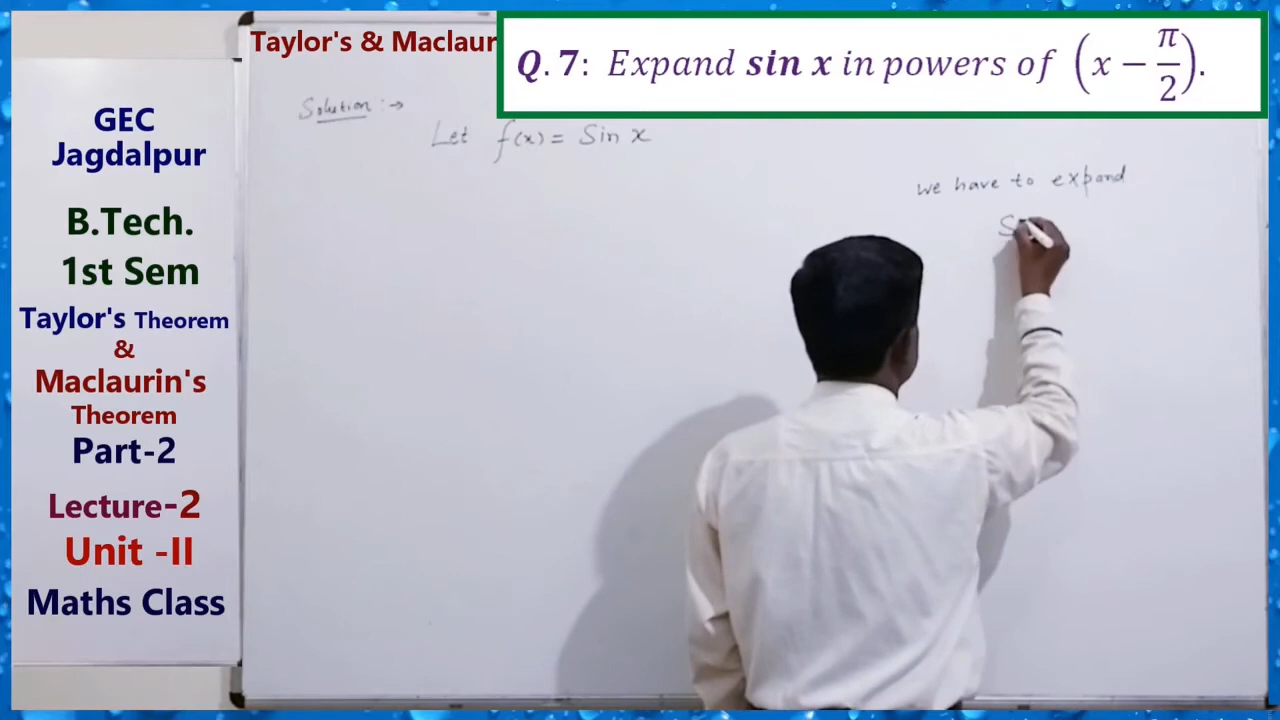 Taylor's & Maclaur
Q. 7: Expand sin x in powers of (x − π/2).
GEC
Jagdalpur
B.Tech.
1st Sem
Taylor's Theorem
&
Maclaurin's
Theorem
Part-2
Lecture-2
Unit -II
Maths Class
Solution :→
Let f(x) = Sin x
we have to expand